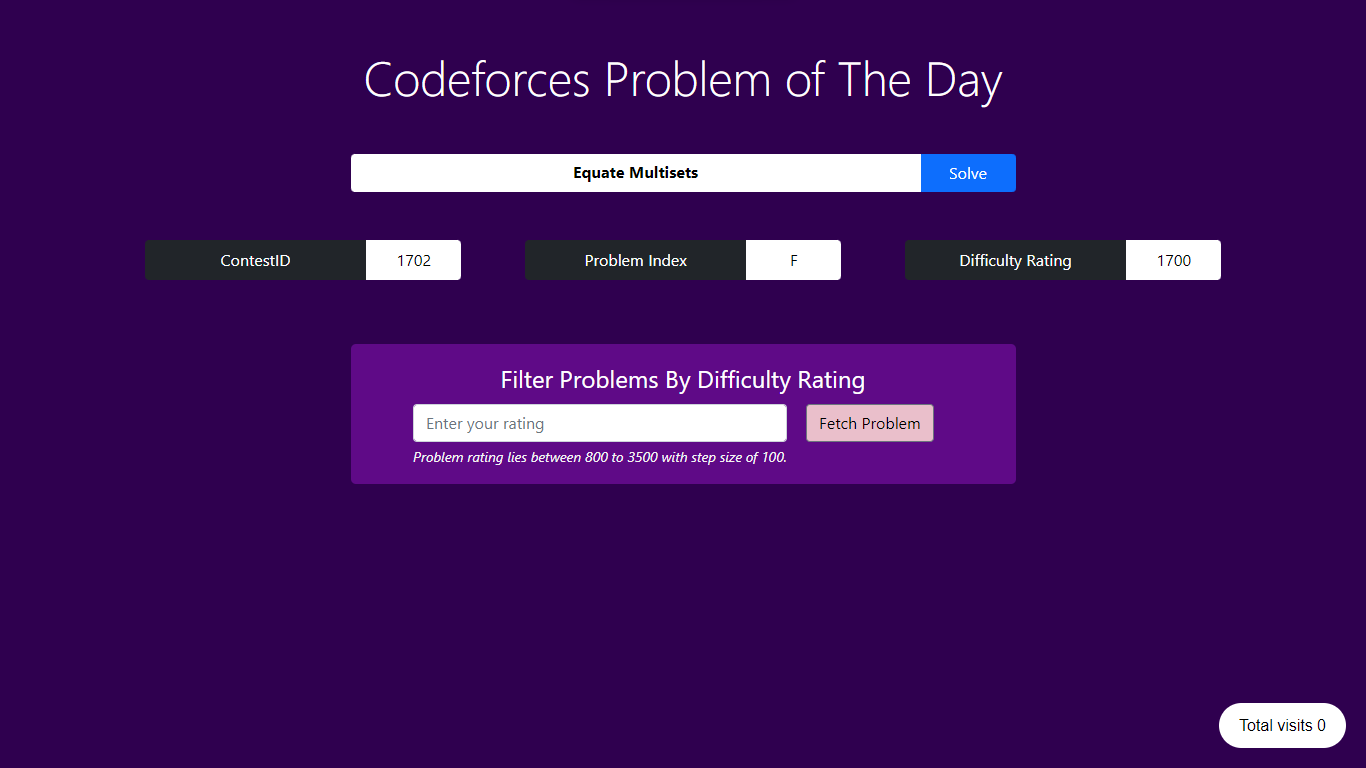 Codeforces Problem of The Day
Equate Multisets Solve
ContestID 1702 Problem Index F Difficulty Rating 1700
Filter Problems By Difficulty Rating
Enter your rating Fetch Problem
Problem rating lies between 800 to 3500 with step size of 100.
Total visits 0